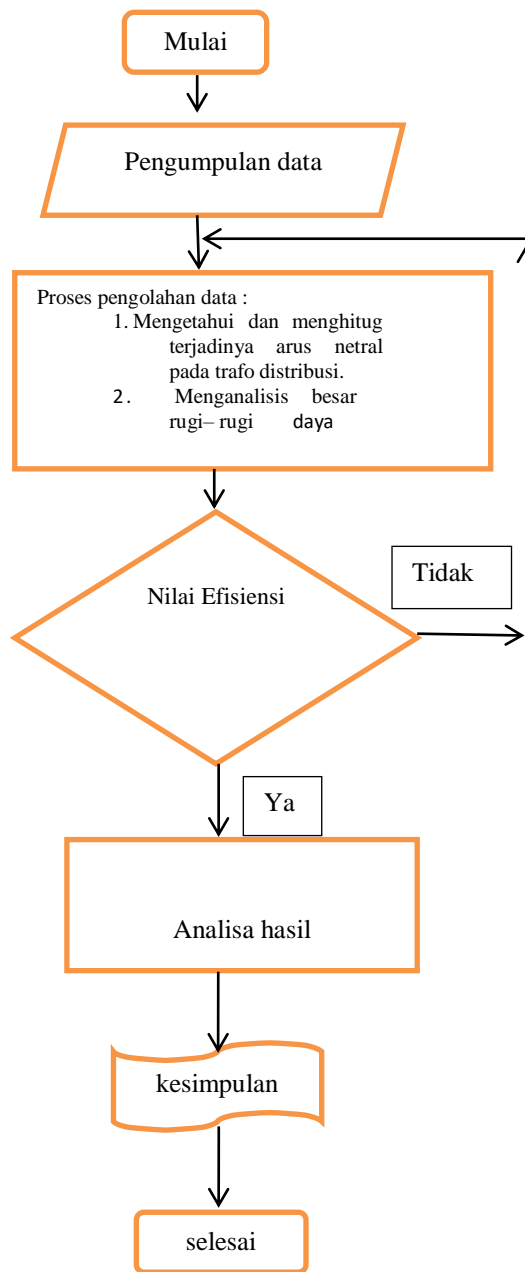 Mulai
Pengumpulan data
Proses pengolahan data :
1. Mengetahui dan menghitug
terjadinya arus netral
pada trafo distribusi.
2. Menganalisis besar
rugi– rugi daya
Nilai Efisiensi
Tidak
Ya
Analisa hasil
kesimpulan
selesai